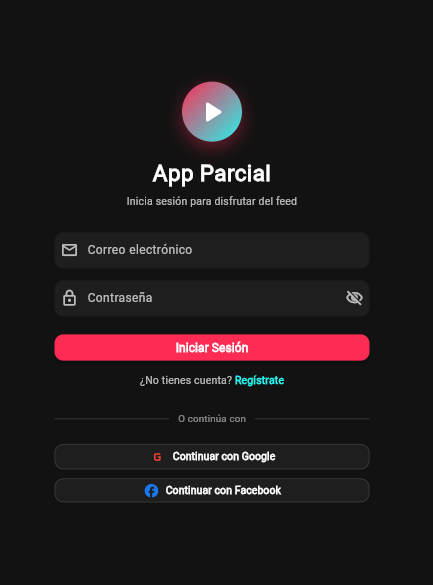 App Parcial
Inicia sesión para disfrutar del feed
Correo electrónico
Contraseña
Iniciar Sesión
¿No tienes cuenta? Regístrate
O continúa con
G Continuar con Google
Continuar con Facebook